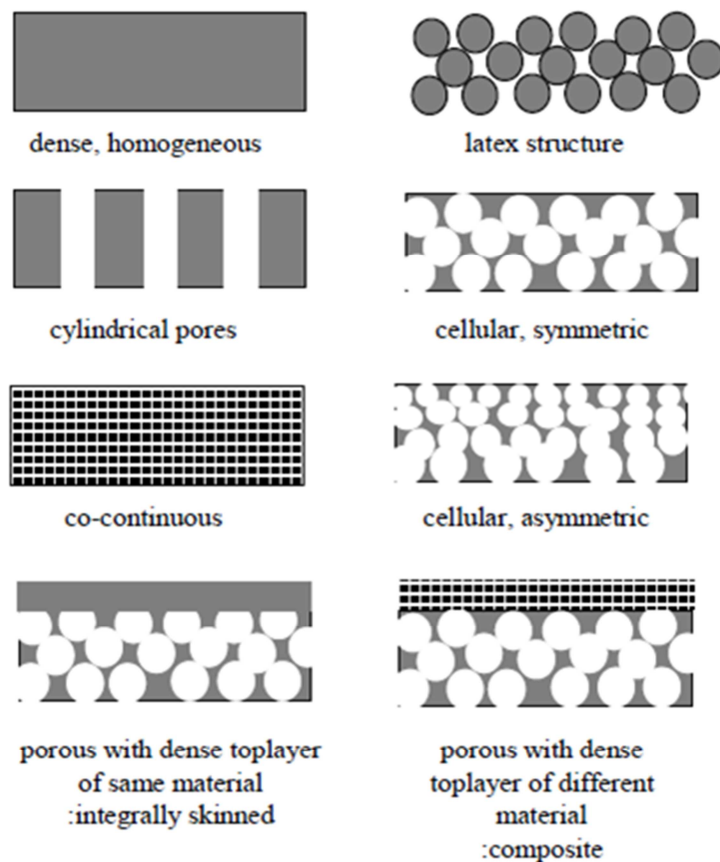 dense, homogeneous
latex structure
cylindrical pores
cellular, symmetric
co-continuous
cellular, asymmetric
porous with dense toplayer
of same material
:integrally skinned
porous with dense
toplayer of different
material
:composite